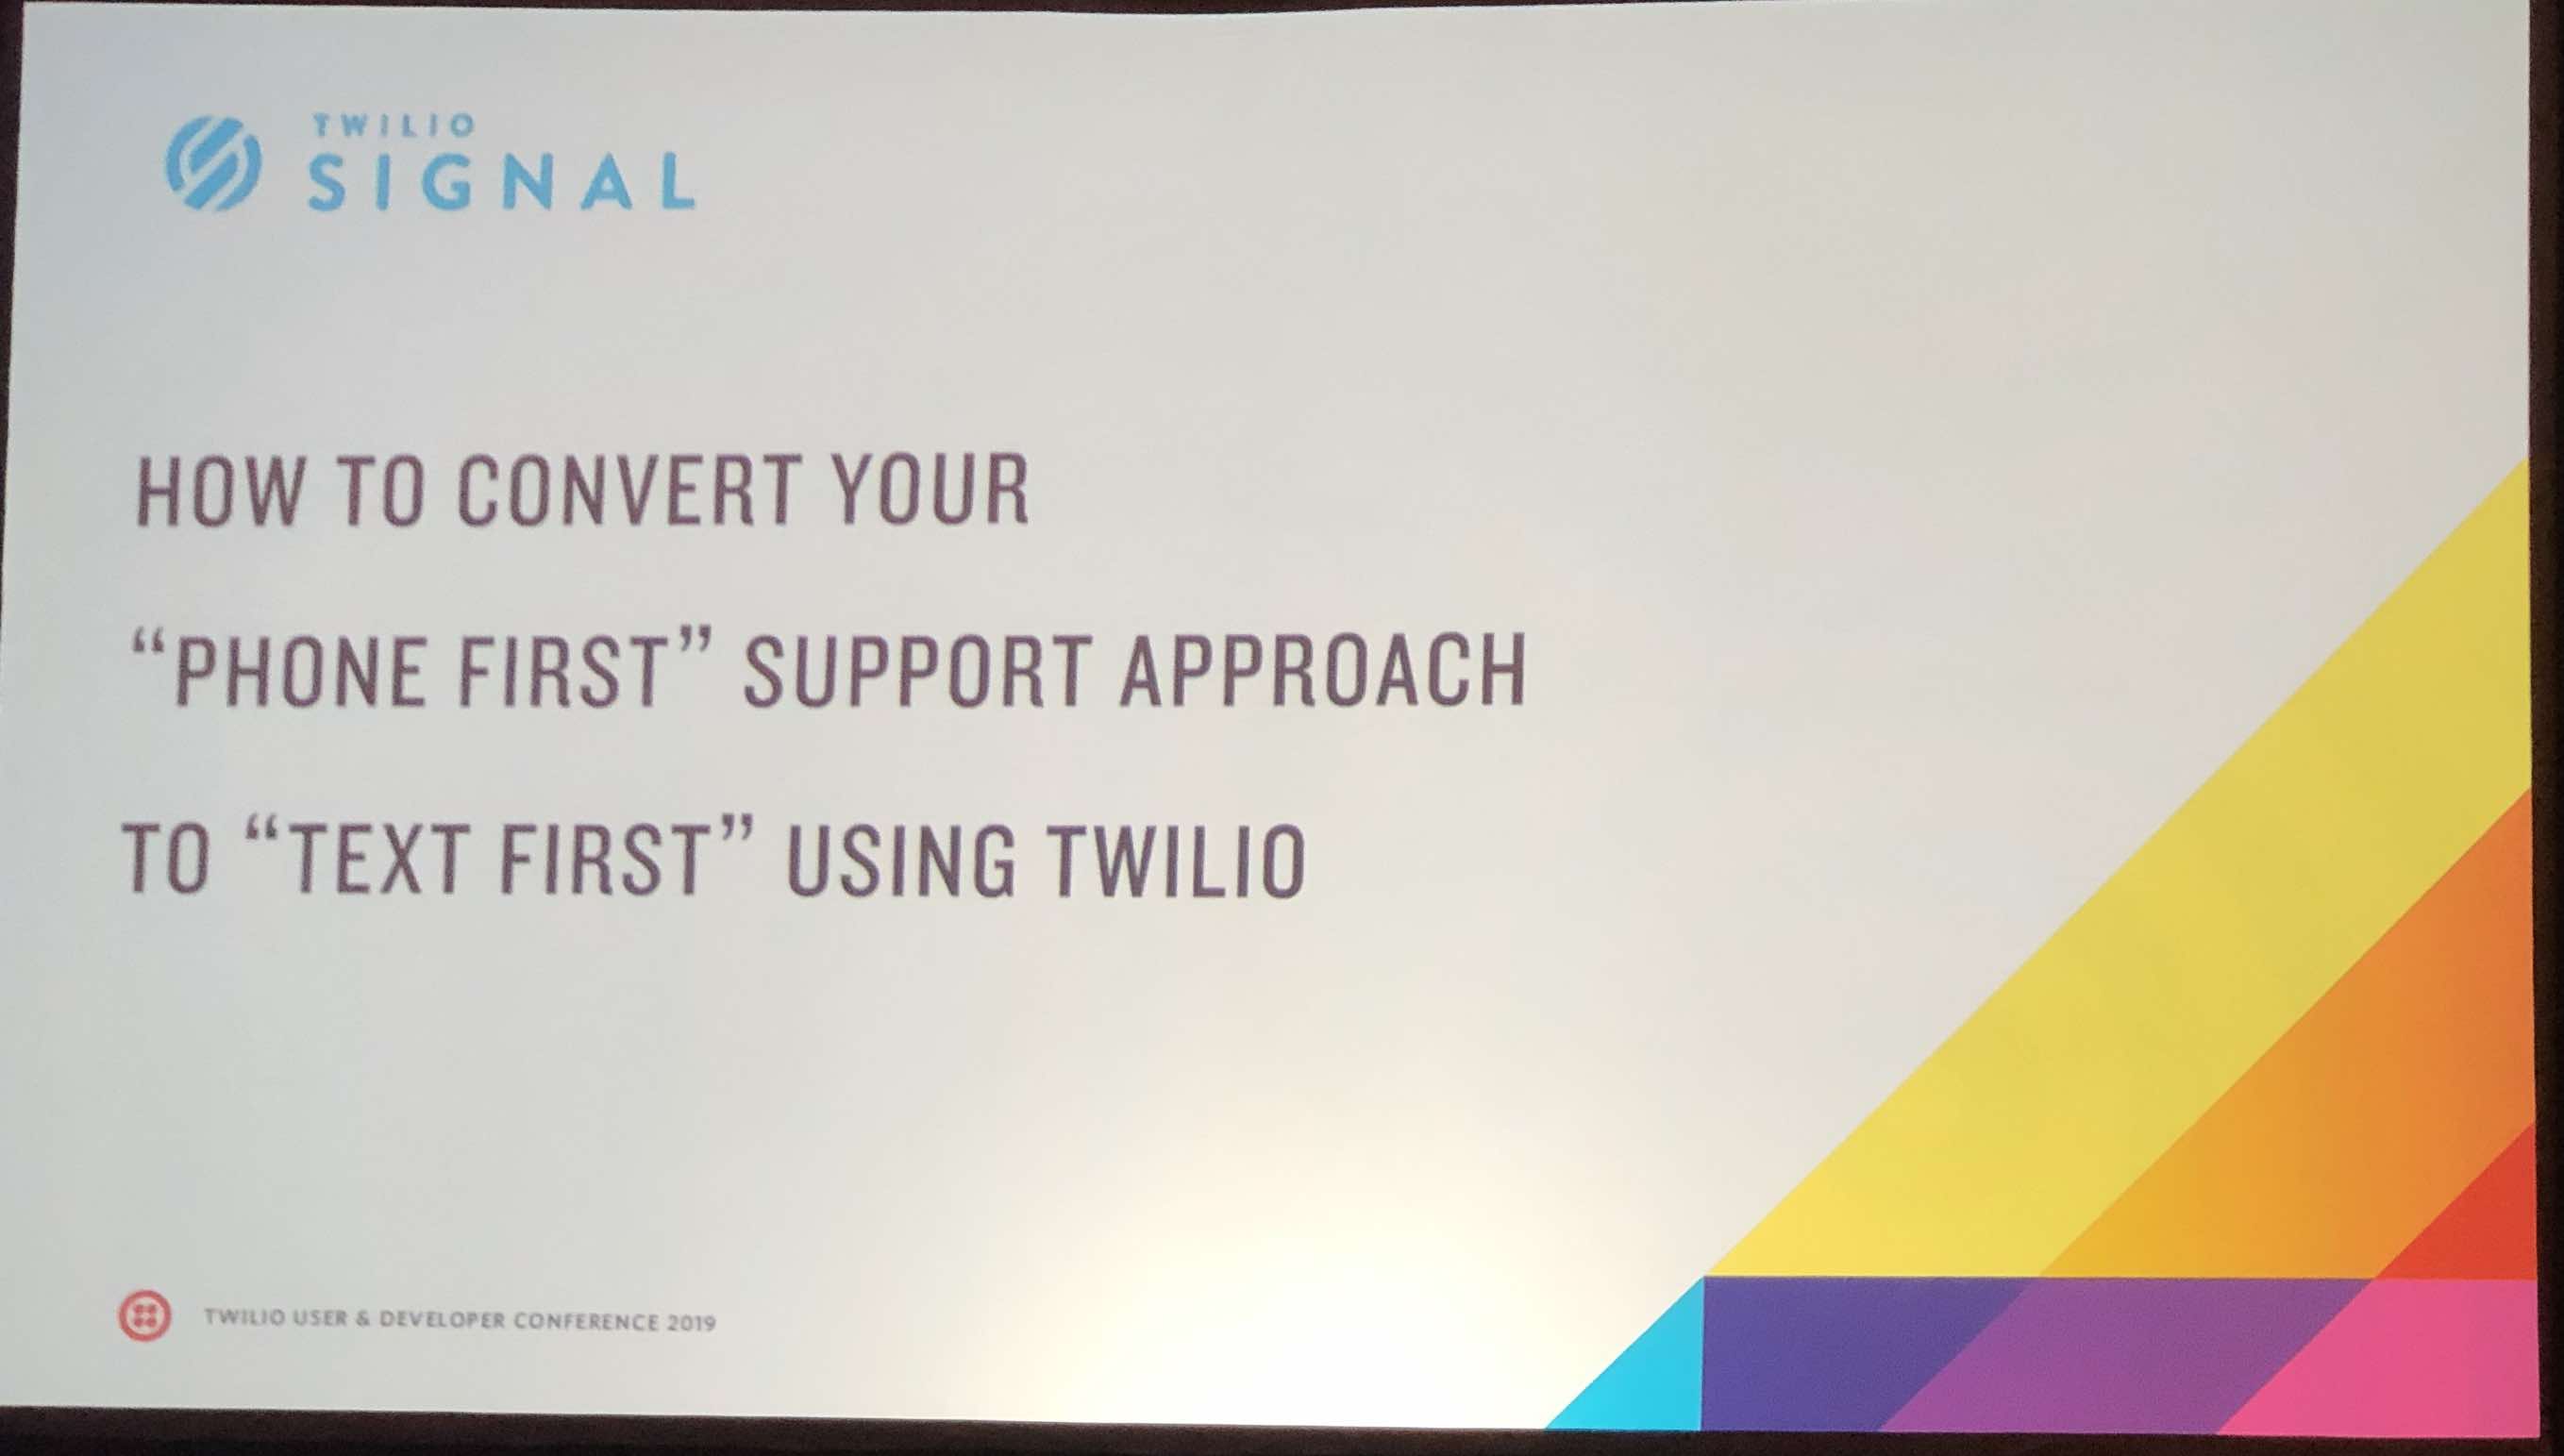 TWILIO
SIGNAL
HOW TO CONVERT YOUR
“PHONE FIRST” SUPPORT APPROACH
TO “TEXT FIRST” USING TWILIO
TWILIO USER & DEVELOPER CONFERENCE 2019